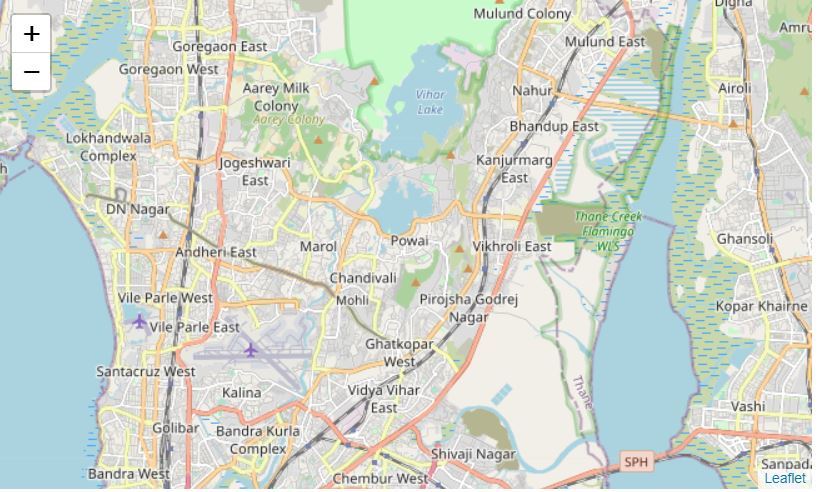 +
−
Mulund Colony
Digha
Amru
Goregaon East
Mulund East
Goregaon West
Aarey Milk
Colony
Aarey Colony
Vihar
Lake
Nahur
Airoli
Bhandup East
Lokhandwala
Complex
Jogeshwari
East
Kanjurmarg
East
h
DN Nagar
Thane Creek
Flamingo
WLS
Andheri East
Marol
Powai
Vikhroli East
Ghansoli
Chandivali
Vile Parle West
Mohli
Pirojsha Godrej
Nagar
Kopar Khairne
Vile Parle East
Ghatkopar
West
Santacruz West
Kalina
Vidya Vihar
East
Thane
Vashi
Golibar
Bandra Kurla
Complex
Shivaji Nagar
SPH
Sanpada
Bandra West
Chembur West
Leaflet